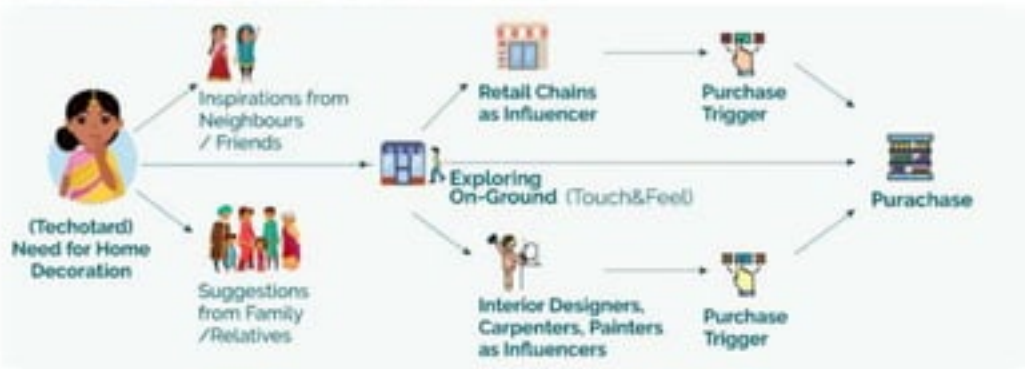 Inspirations from
Neighbours
/ Friends
(Techotard)
Need for Home
Decoration
Suggestions
from Family
/Relatives
Exploring
On-Ground (Touch&Feel)
Retail Chains
as Influencer
Purchase
Trigger
Interior Designers,
Carpenters, Painters
as Influencers
Purchase
Trigger
Purachase